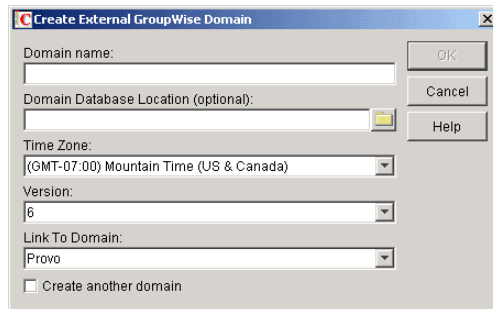 Create External GroupWise Domain
Domain name:
OK
Domain Database Location (optional):
Cancel
Help
Time Zone:
(GMT-07:00) Mountain Time (US & Canada)
Version:
6
Link To Domain:
Provo
Create another domain